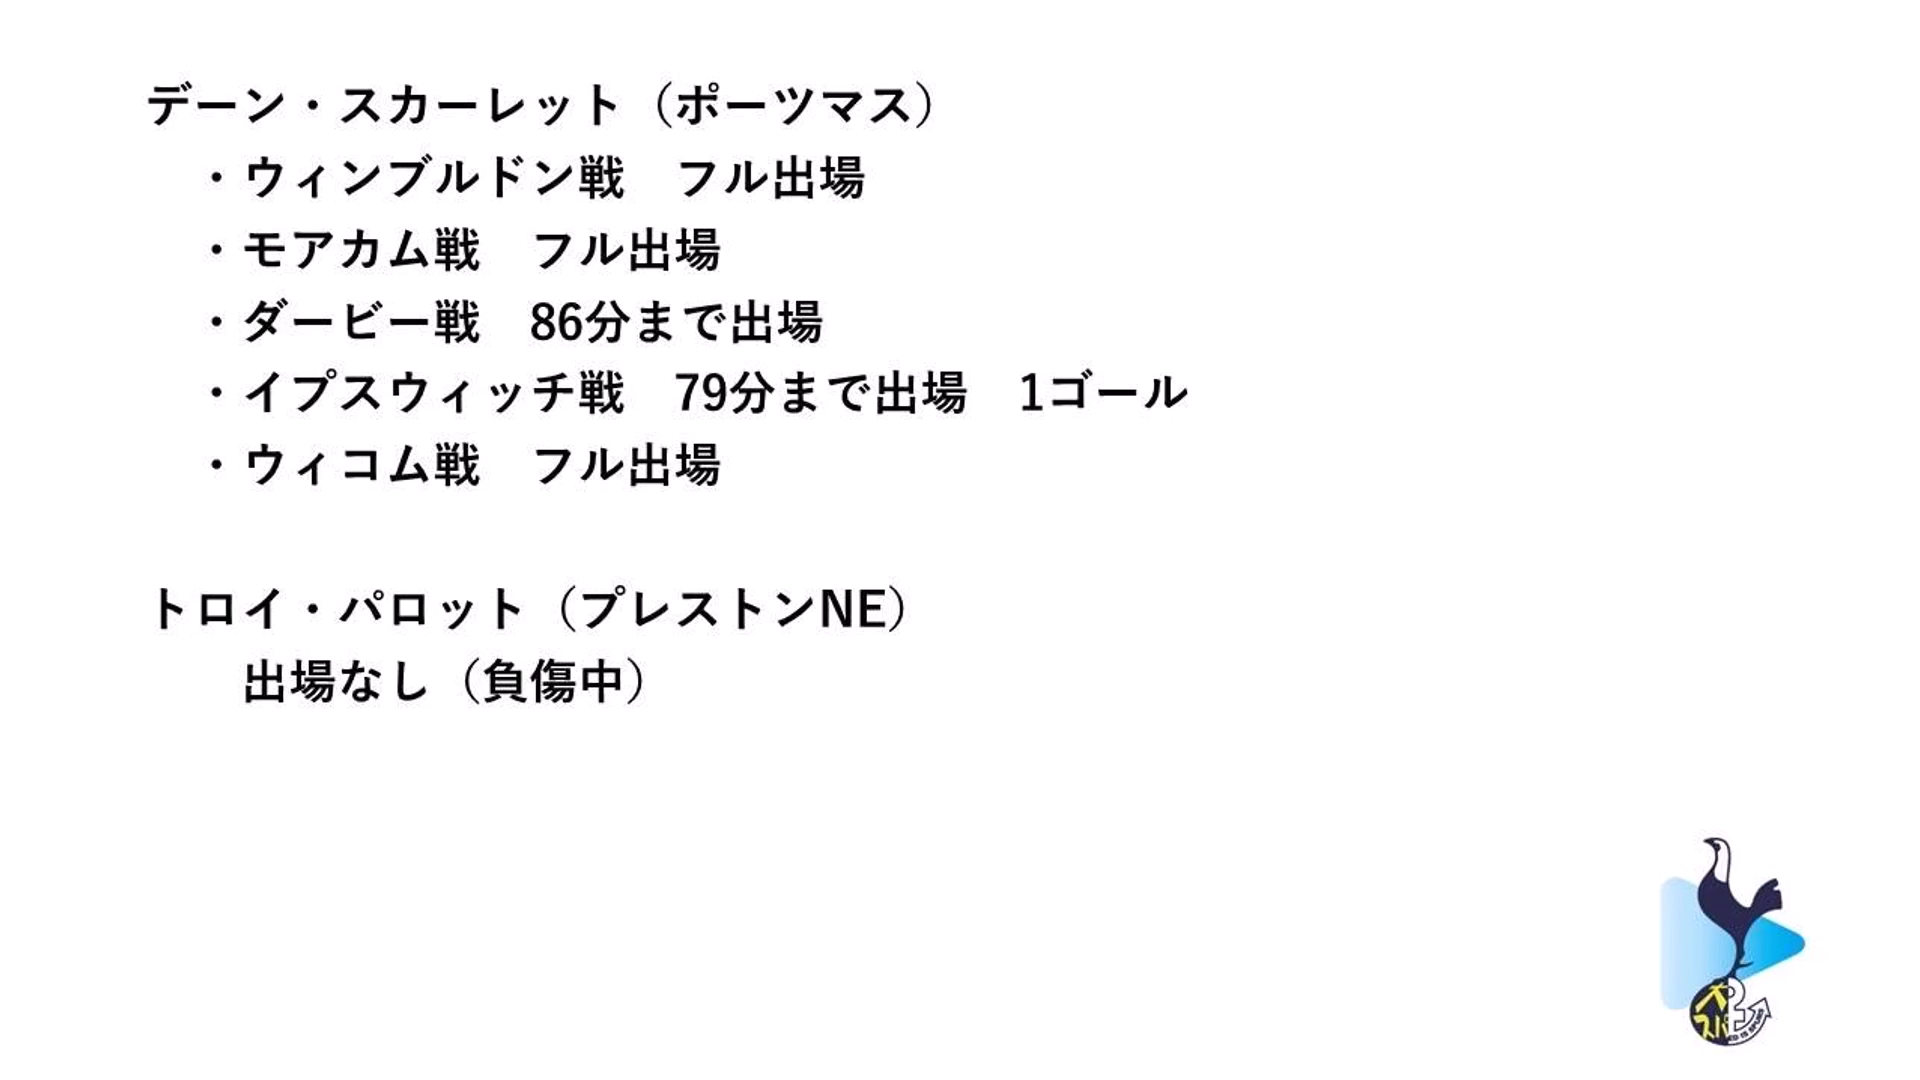 デーン・スカーレット（ポーツマス）
・ウィンブルドン戦　フル出場
・モアカム戦　フル出場
・ダービー戦　86分まで出場
・イプスウィッチ戦　79分まで出場　1ゴール
・ウィコム戦　フル出場
トロイ・パロット（プレストンNE）
出場なし（負傷中）